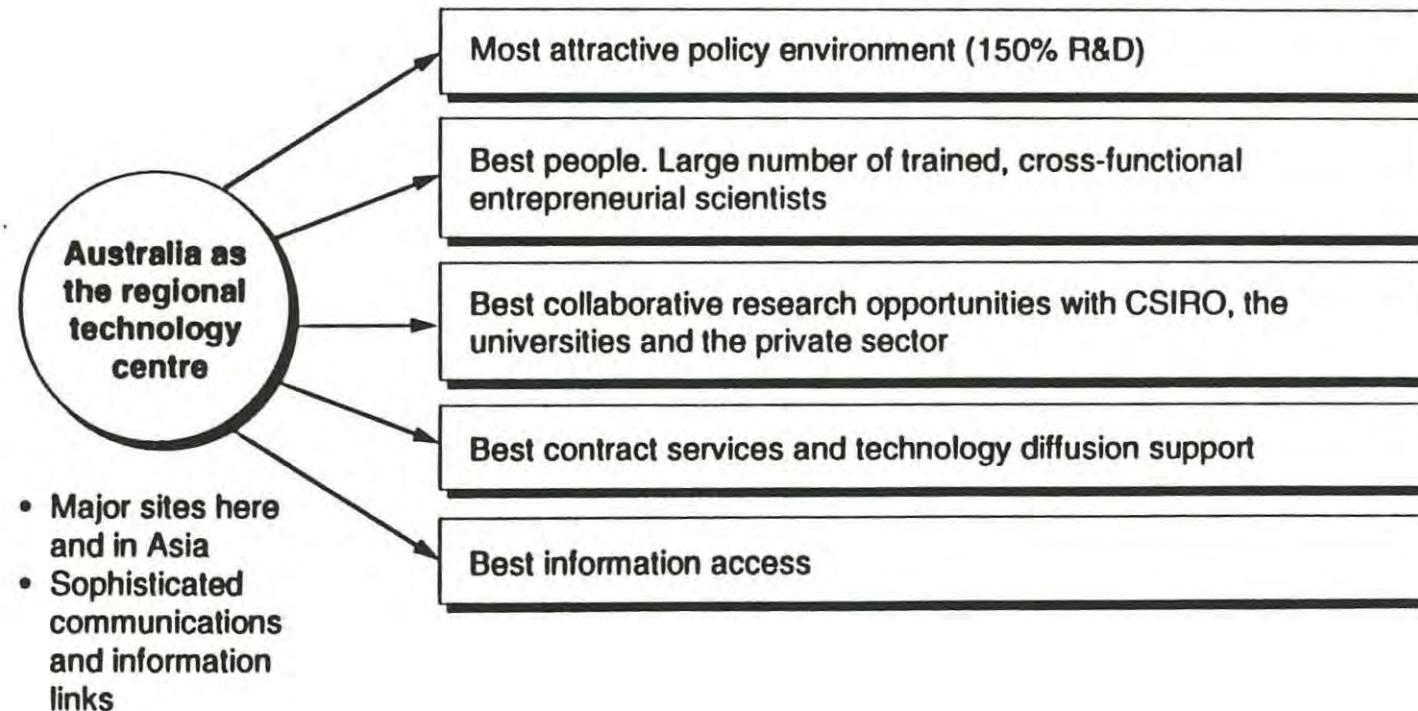 Most attractive policy environment (150% R&D)
Best people. Large number of trained, cross-functional
entrepreneurial scientists
Australia as
the regional
technology
centre
Best collaborative research opportunities with CSIRO, the
universities and the private sector
Best contract services and technology diffusion support
Best information access
• Major sites here
and in Asia
• Sophisticated
communications
and information
links